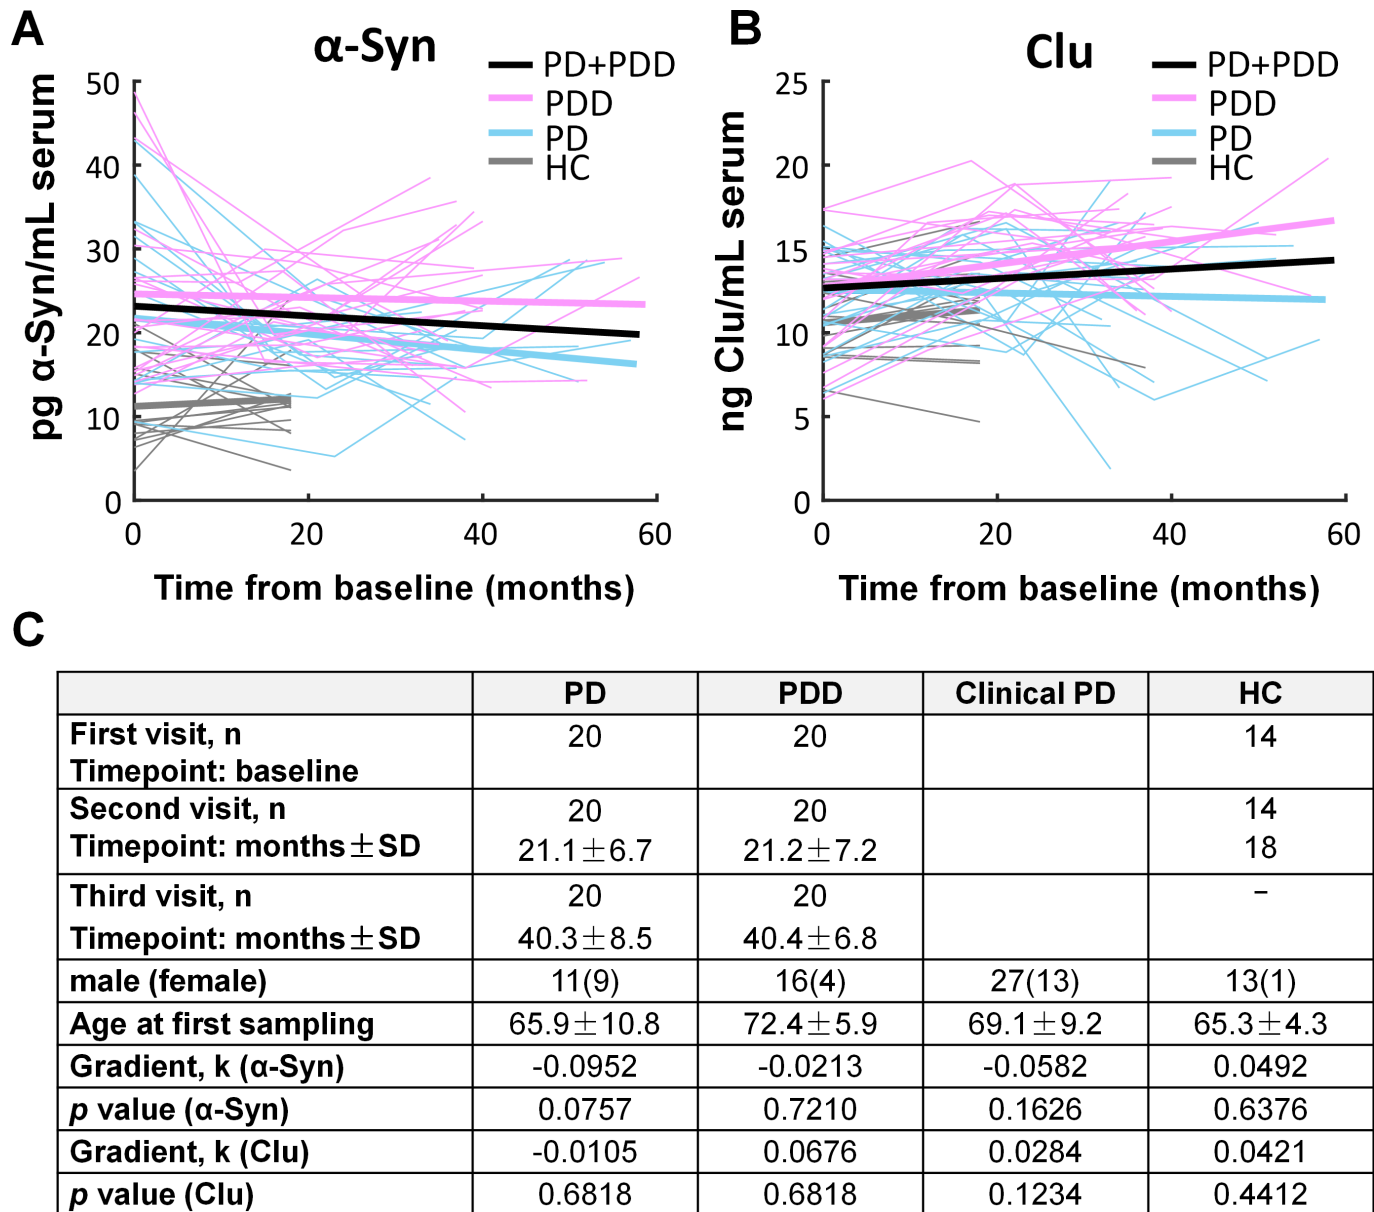 A
α-Syn
PD+PDD
PDD
PD
HC
50
40
30
20
10
0
pg α-Syn/mL serum
0 20 40 60
Time from baseline (months)
B
Clu
PD+PDD
PDD
PD
HC
25
20
15
10
5
0
ng Clu/mL serum
0 20 40 60
Time from baseline (months)
C
PD PDD Clinical PD HC
First visit, n 20 20 14
Timepoint: baseline
Second visit, n 20 20 14
Timepoint: months±SD 21.1±6.7 21.2±7.2 18
Third visit, n 20 20 –
Timepoint: months±SD 40.3±8.5 40.4±6.8
male (female) 11(9) 16(4) 27(13) 13(1)
Age at first sampling 65.9±10.8 72.4±5.9 69.1±9.2 65.3±4.3
Gradient, k (α-Syn) -0.0952 -0.0213 -0.0582 0.0492
p value (α-Syn) 0.0757 0.7210 0.1626 0.6376
Gradient, k (Clu) -0.0105 0.0676 0.0284 0.0421
p value (Clu) 0.6818 0.6818 0.1234 0.4412